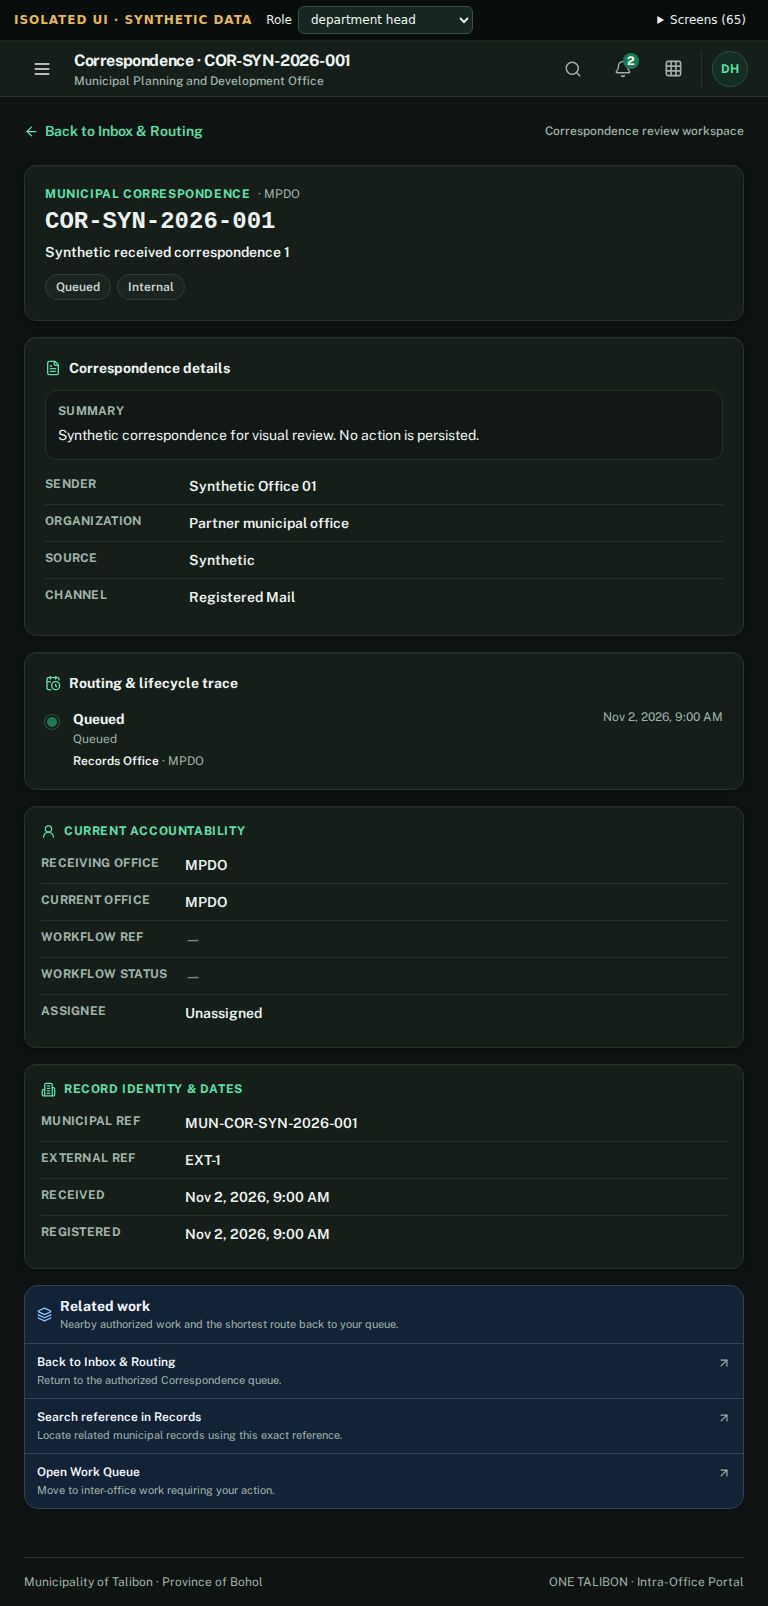 ISOLATED UI · SYNTHETIC DATA Role department head ▶ Screens (65)
Correspondence · COR-SYN-2026-001
Municipal Planning and Development Office
2
DH
← Back to Inbox & Routing Correspondence review workspace
MUNICIPAL CORRESPONDENCE · MPDO
COR-SYN-2026-001
Synthetic received correspondence 1
Queued Internal
Correspondence details
SUMMARY
Synthetic correspondence for visual review. No action is persisted.
SENDER Synthetic Office 01
ORGANIZATION Partner municipal office
SOURCE Synthetic
CHANNEL Registered Mail
Routing & lifecycle trace
Queued Nov 2, 2026, 9:00 AM
Queued
Records Office · MPDO
CURRENT ACCOUNTABILITY
RECEIVING OFFICE MPDO
CURRENT OFFICE MPDO
WORKFLOW REF —
WORKFLOW STATUS —
ASSIGNEE Unassigned
RECORD IDENTITY & DATES
MUNICIPAL REF MUN-COR-SYN-2026-001
EXTERNAL REF EXT-1
RECEIVED Nov 2, 2026, 9:00 AM
REGISTERED Nov 2, 2026, 9:00 AM
Related work
Nearby authorized work and the shortest route back to your queue.
Back to Inbox & Routing
Return to the authorized Correspondence queue.
Search reference in Records
Locate related municipal records using this exact reference.
Open Work Queue
Move to inter-office work requiring your action.
Municipality of Talibon · Province of Bohol ONE TALIBON · Intra-Office Portal